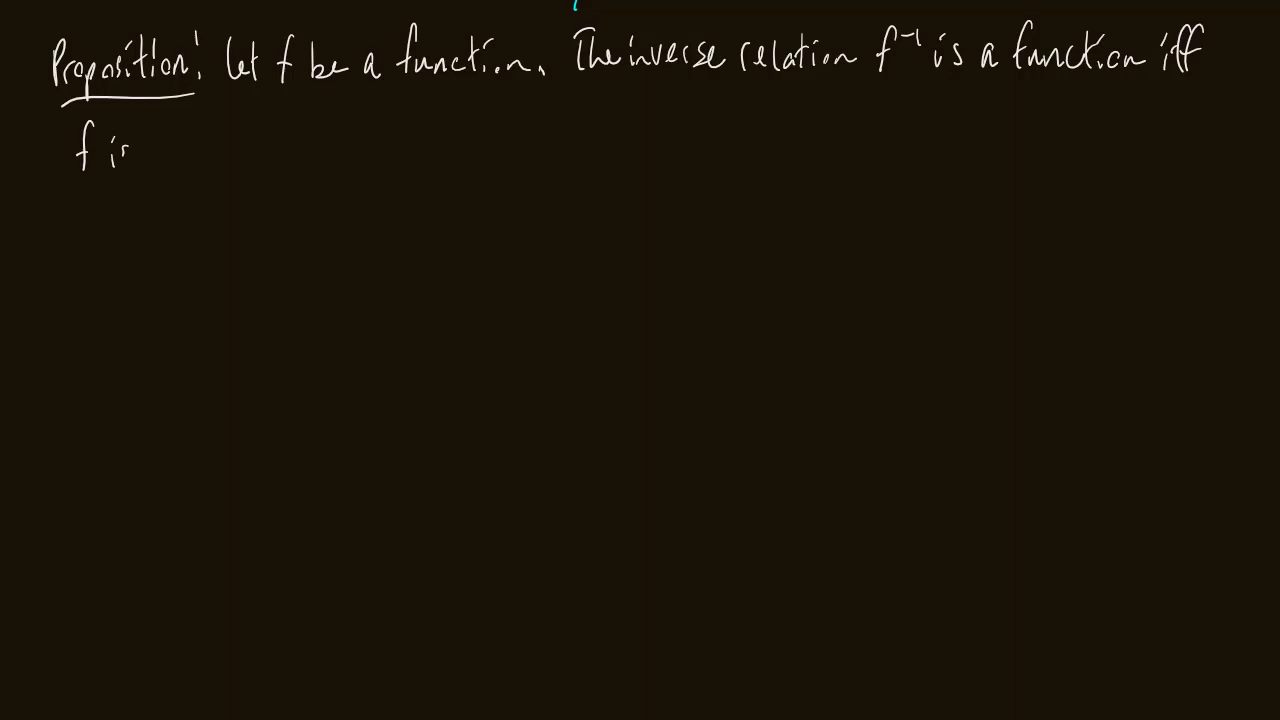 Proposition: let f be a function. The inverse relation f⁻¹ is a function iff
f is